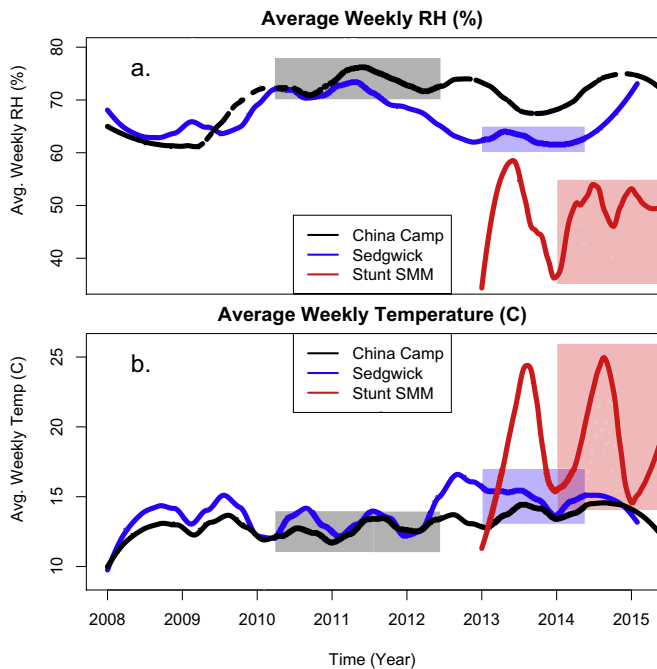 Average Weekly RH (%)
a.
Avg. Weekly RH (%)
80
70
60
50
40
China Camp
Sedgwick
Stunt SMM
Average Weekly Temperature (C)
b.
Avg. Weekly Temp (C)
25
20
15
10
China Camp
Sedgwick
Stunt SMM
2008 2009 2010 2011 2012 2013 2014 2015
Time (Year)